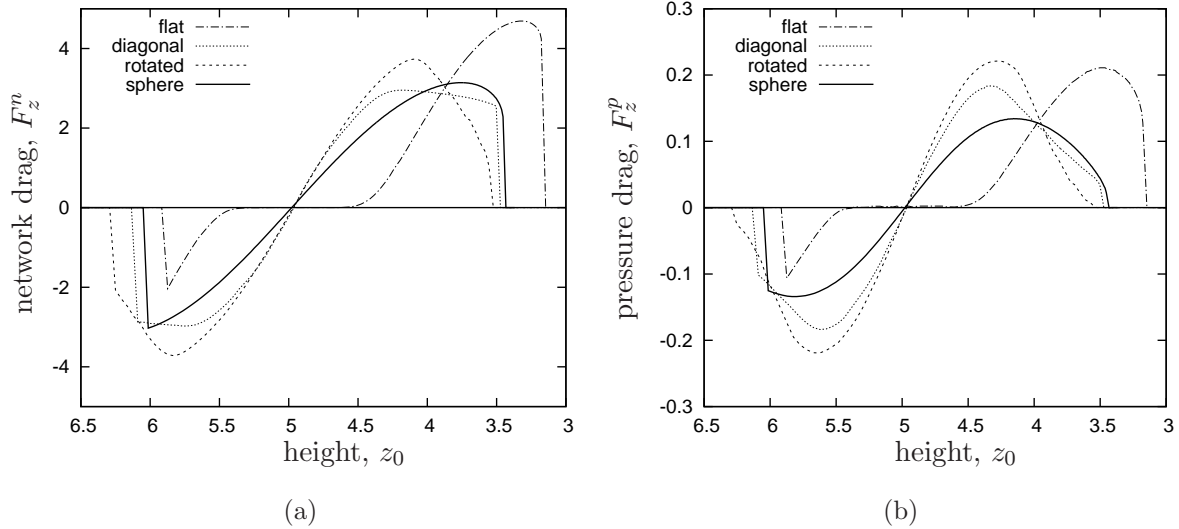 network drag, F_z^n
4
2
0
-2
-4
flat
diagonal
rotated
sphere
6.5 6 5.5 5 4.5 4 3.5 3
height, z_0
(a)
pressure drag, F_z^p
0.3
0.2
0.1
0
-0.1
-0.2
-0.3
flat
diagonal
rotated
sphere
6.5 6 5.5 5 4.5 4 3.5 3
height, z_0
(b)